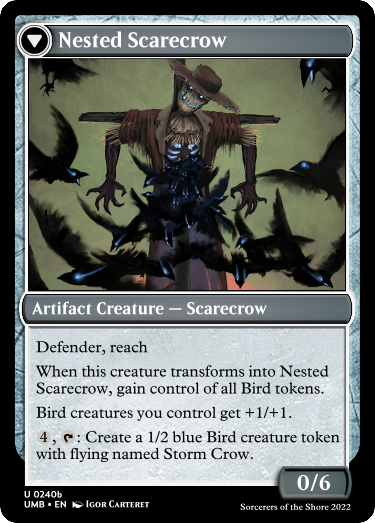 Nested Scarecrow
Artifact Creature — Scarecrow
Defender, reach
When this creature transforms into Nested
Scarecrow, gain control of all Bird tokens.
Bird creatures you control get +1/+1.
4, : Create a 1/2 blue Bird creature token
with flying named Storm Crow.
0/6
U 0240b
UMB • EN Igor Carteret
Sorcerers of the Shore 2022